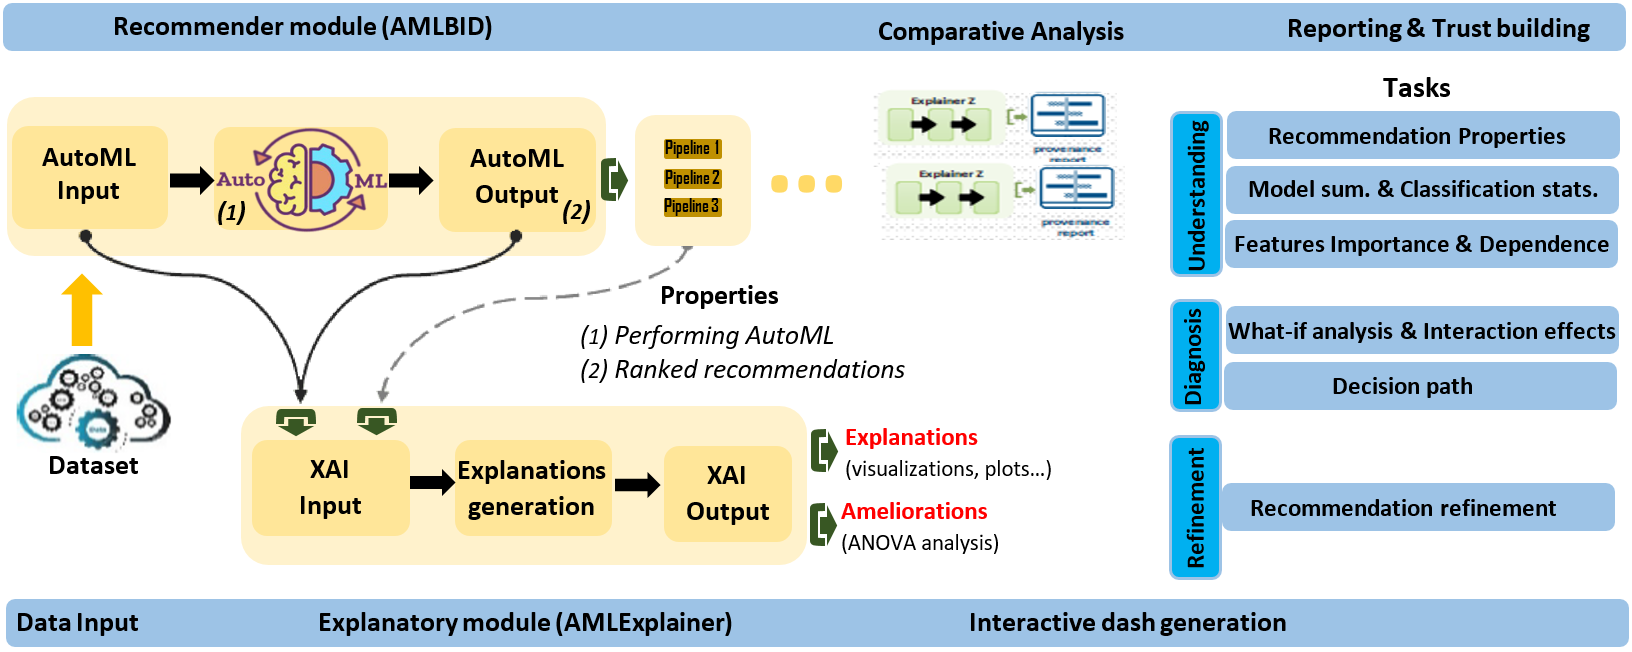 Recommender module (AMLBID)
Comparative Analysis
Reporting & Trust building
Tasks
AutoML
Input
Auto
ML
(1)
AutoML
Output
(2)
Pipeline 1
Pipeline 2
Pipeline 3
Explainer Z
provenance
report
Explainer Z
provenance
report
Understanding
Recommendation Properties
Model sum. & Classification stats.
Features Importance & Dependence
Properties
(1) Performing AutoML
(2) Ranked recommendations
Diagnosis
What-if analysis & Interaction effects
Decision path
Data
Dataset
XAI
Input
Explanations
generation
XAI
Output
Explanations
(visualizations, plots...)
Ameliorations
(ANOVA analysis)
Refinement
Recommendation refinement
Data Input
Explanatory module (AMLExplainer)
Interactive dash generation